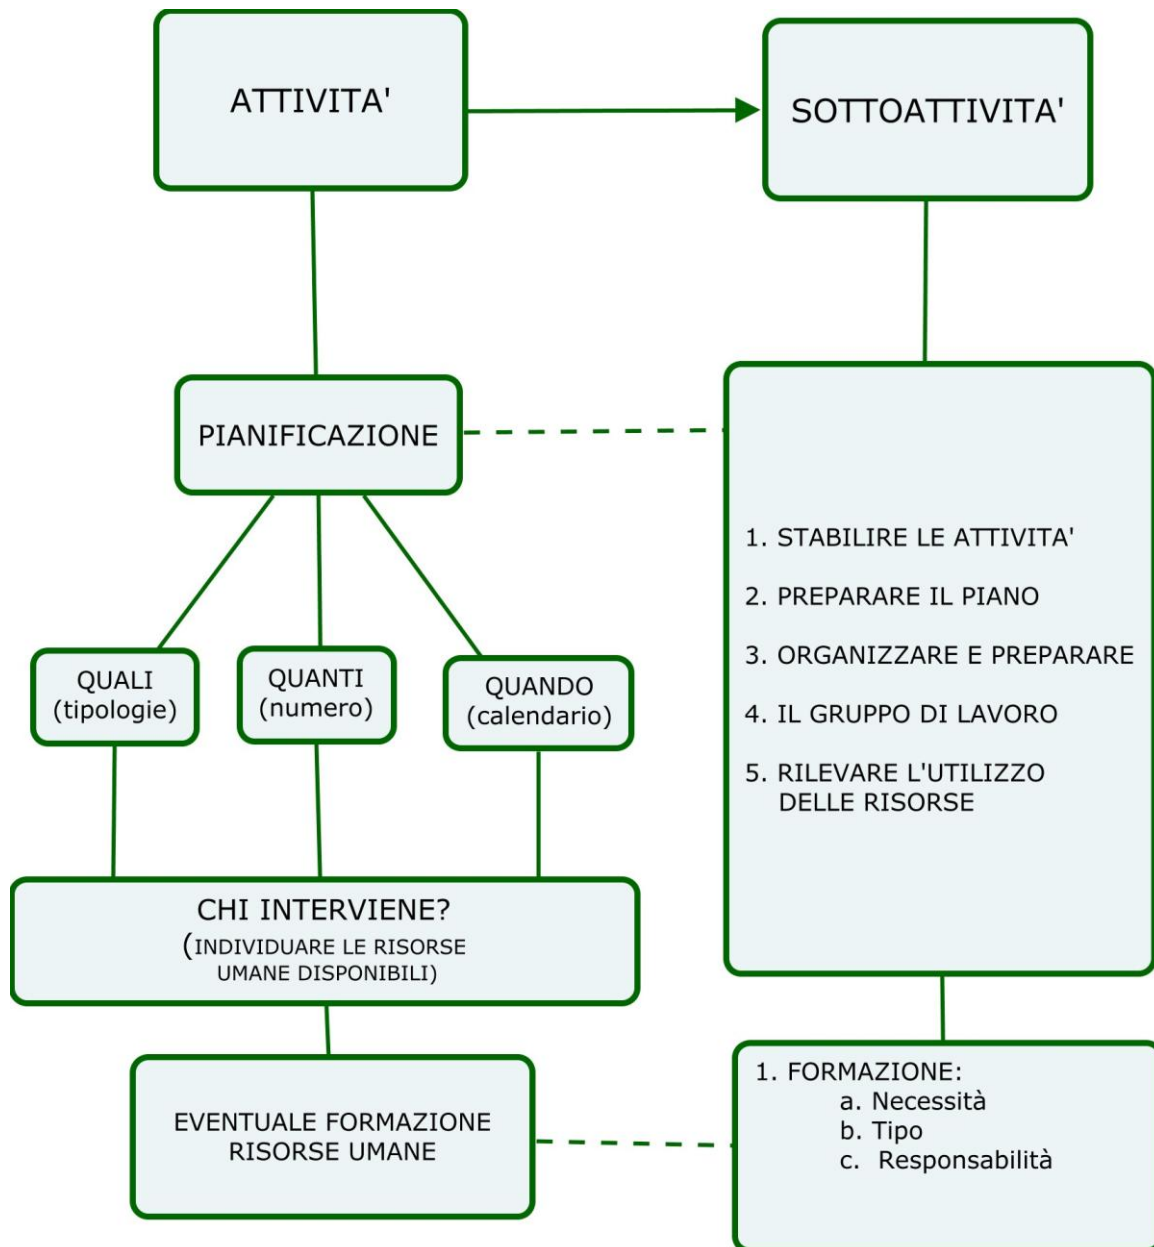 ATTIVITA'
SOTTOATTIVITA'
PIANIFICAZIONE
QUALI
(tipologie)
QUANTI
(numero)
QUANDO
(calendario)
1. STABILIRE LE ATTIVITA'
2. PREPARARE IL PIANO
3. ORGANIZZARE E PREPARARE
4. IL GRUPPO DI LAVORO
5. RILEVARE L'UTILIZZO
DELLE RISORSE
CHI INTERVIENE?
(INDIVIDUARE LE RISORSE
UMANE DISPONIBILI)
EVENTUALE FORMAZIONE
RISORSE UMANE
1. FORMAZIONE:
a. Necessità
b. Tipo
c. Responsabilità